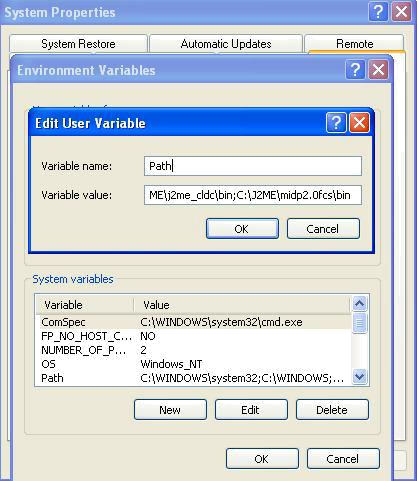 System Properties
System Restore
Automatic Updates
Remote
Environment Variables
Edit User Variable
Variable name:
Path
Variable value:
ME\j2me_cldc\bin;C:\J2ME\midp2.0fcs\bin
OK
Cancel
System variables
Variable
Value
ComSpec
C:\WINDOWS\system32\cmd.exe
FP_NO_HOST_C...
NO
NUMBER_OF_P...
2
OS
Windows_NT
Path
C:\WINDOWS\system32;C:\WINDOWS;...
New
Edit
Delete
OK
Cancel